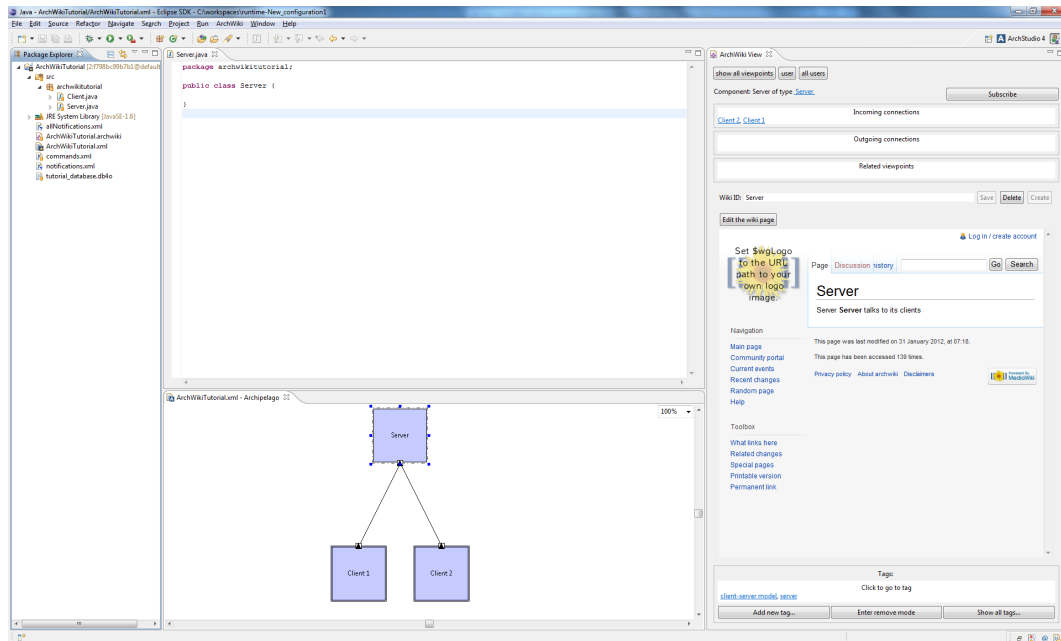 Java - ArchWikiTutorial/ArchWikiTutorial.xml - Eclipse SDK - C:\workspaces\runtime-New_configuration1
File Edit Source Refactor Navigate Search Project Run ArchWiki Window Help
ArchStudio 4
Package Explorer
ArchWikiTutorial [2:f798bc99b7b1@default
src
archwikitutorial
Client.java
Server.java
JRE System Library [JavaSE-1.6]
allNotifications.xml
ArchWikiTutorial.archwiki
ArchWikiTutorial.xml
commands.xml
notifications.xml
tutorial_database.db4o
Server.java
package archwikitutorial;
public class Server {
}
ArchWikiTutorial.xml - Archipelago
100%
Server
Client 1
Client 2
ArchWiki View
show all viewpoints user all users
Component: Server of type Server
Subscribe
Incoming connections
Client 2, Client 1
Outgoing connections
Related viewpoints
Wiki ID: Server
Save Delete Create
Edit the wiki page
Log in / create account
Set $wgLogo
to the URL
path to your
own logo
image.
Page Discussion history
Go Search
Server
Server Server talks to its clients
This page was last modified on 31 January 2012, at 07:18.
This page has been accessed 139 times.
Privacy policy About archwiki Disclaimers
Powered By
MediaWiki
Navigation
Main page
Community portal
Current events
Recent changes
Random page
Help
Toolbox
What links here
Related changes
Special pages
Printable version
Permanent link
Tags:
Click to go to tag
client-server model, server
Add new tag... Enter remove mode Show all tags...